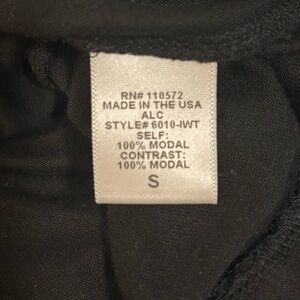 RN# 110572
MADE IN THE USA
ALC
STYLE# 6010-IWT
SELF:
100% MODAL
CONTRAST:
100% MODAL
S